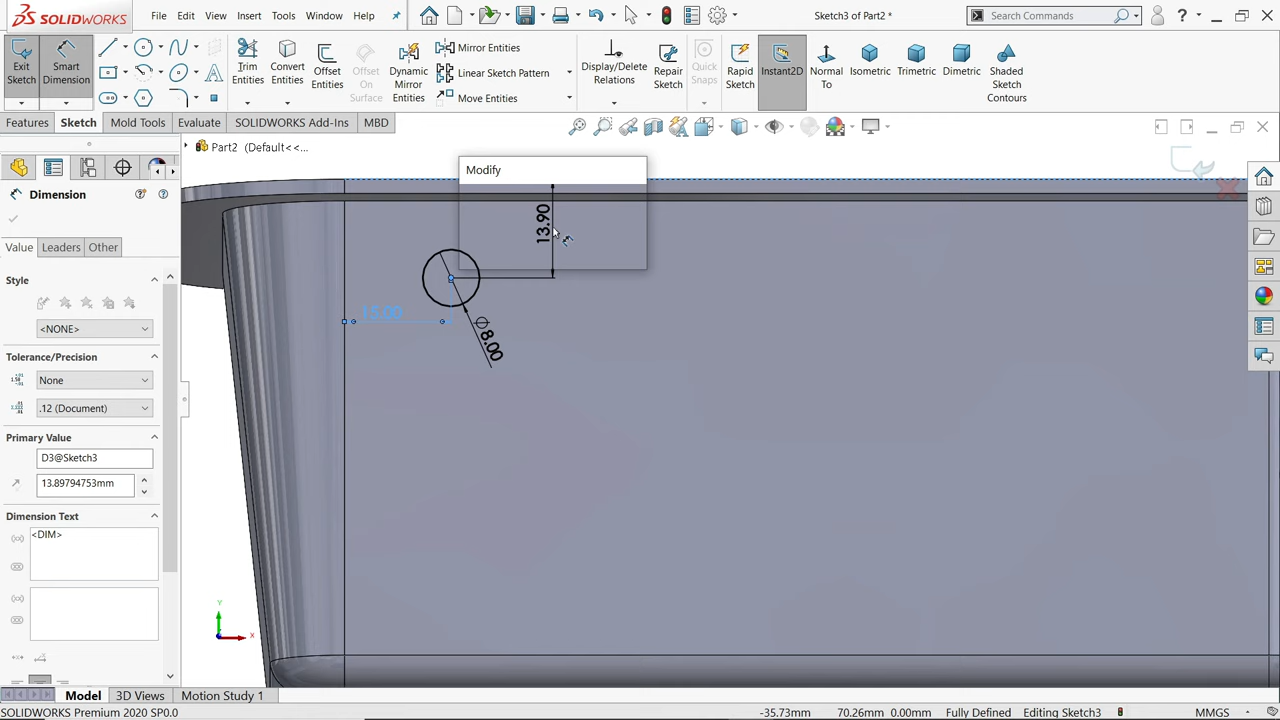 SOLIDWORKS
File
Edit
View
Insert
Tools
Window
Help
Sketch3 of Part2 *
Search Commands
?
Exit Sketch
Smart Dimension
Trim Entities
Convert Entities
Offset Entities
Offset On Surface
Dynamic Mirror Entities
Mirror Entities
Linear Sketch Pattern
Move Entities
Display/Delete Relations
Repair Sketch
Quick Snaps
Rapid Sketch
Instant2D
Normal To
Isometric
Trimetric
Dimetric
Shaded Sketch Contours
Features
Sketch
Mold Tools
Evaluate
SOLIDWORKS Add-Ins
MBD
Part2 (Default<<...
Dimension
Value
Leaders
Other
Style
<NONE>
Tolerance/Precision
None
.12 (Document)
Primary Value
D3@Sketch3
13.89794753mm
Dimension Text
<DIM>
Modify
13.90
15.00
∅8.00
Y
X
Model
3D Views
Motion Study 1
SOLIDWORKS Premium 2020 SP0.0
-35.73mm
70.26mm 0.00mm
Fully Defined
Editing Sketch3
MMGS